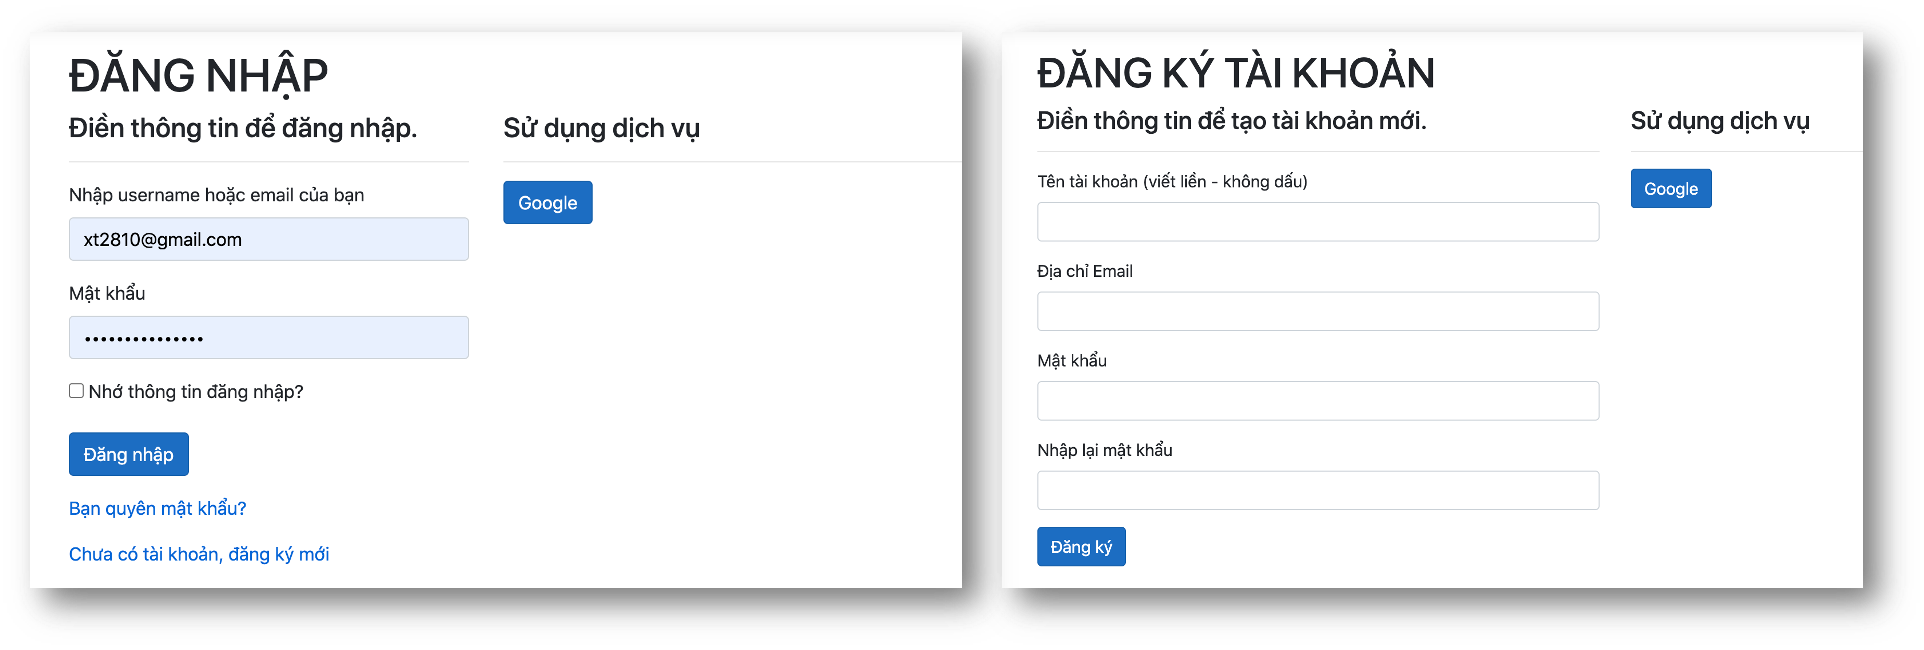 ĐĂNG NHẬP
Điền thông tin để đăng nhập.
Nhập username hoặc email của bạn
xt2810@gmail.com
Mật khẩu
•••••••••••••••
Nhớ thông tin đăng nhập?
Đăng nhập
Bạn quyên mật khẩu?
Chưa có tài khoản, đăng ký mới
Sử dụng dịch vụ
Google
ĐĂNG KÝ TÀI KHOẢN
Điền thông tin để tạo tài khoản mới.
Tên tài khoản (viết liền - không dấu)
Địa chỉ Email
Mật khẩu
Nhập lại mật khẩu
Đăng ký
Sử dụng dịch vụ
Google